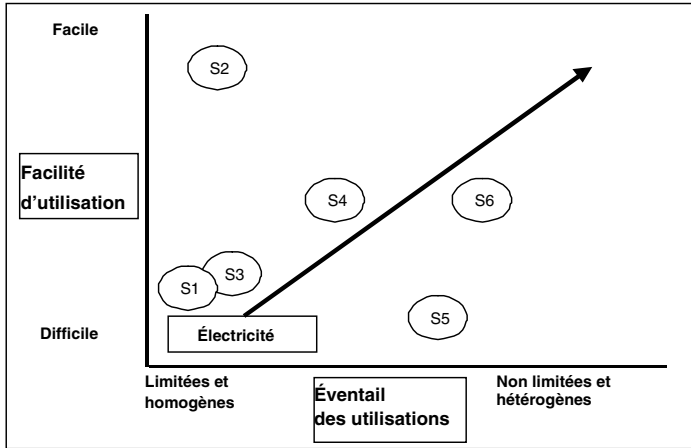 Facile
S2
Facilité
d'utilisation
S4
S6
S3
S1
S5
Difficile
Électricité
Limitées et
homogènes
Éventail
des utilisations
Non limitées et
hétérogènes